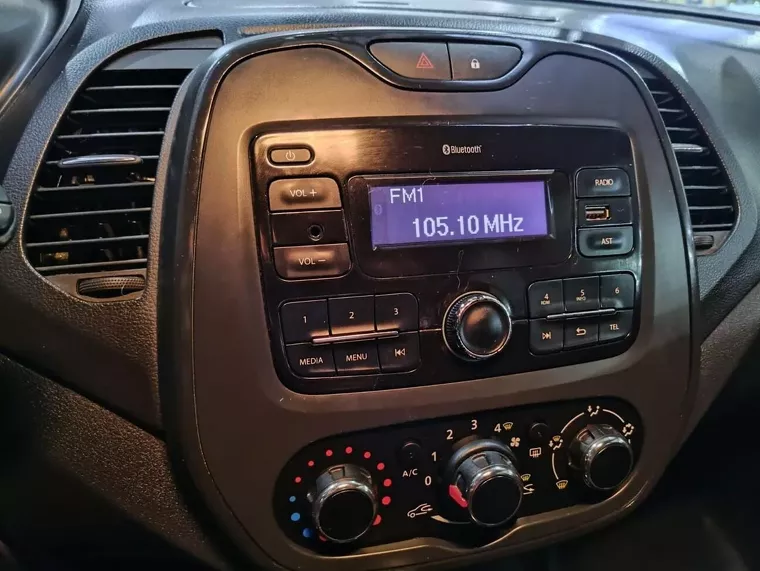 Bluetooth
VOL +
FM1
RADIO
105.10 MHz
VOL −
AST
1 2 3
4 5 6
MEDIA MENU
TEL
A/C
0 1 2 3 4